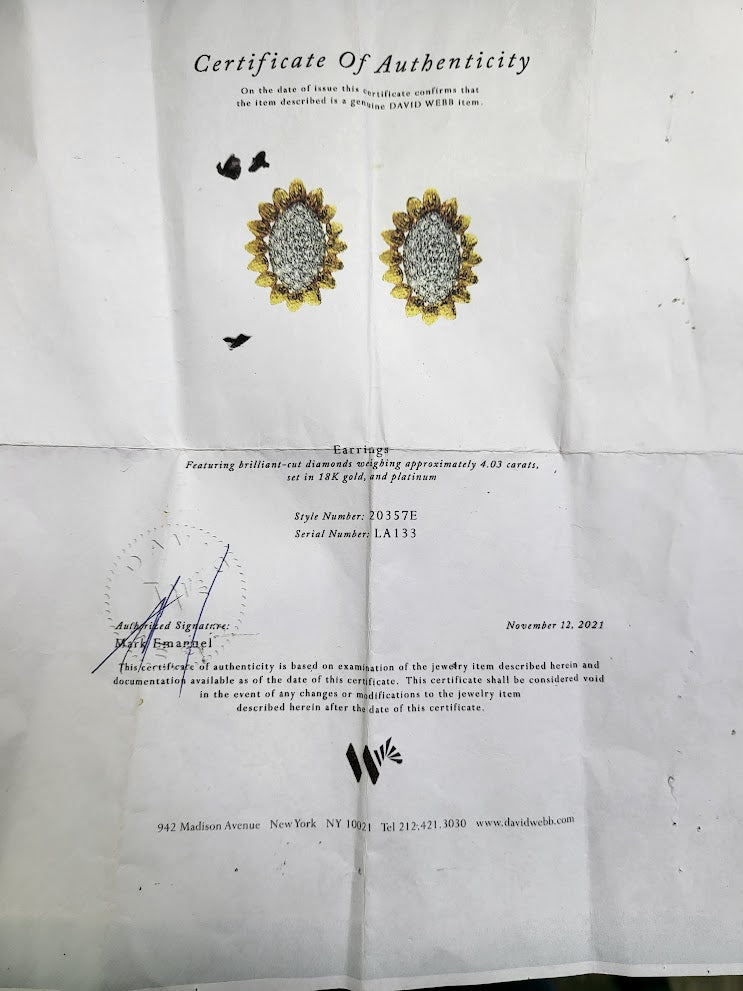 Certificate Of Authenticity
On the date of issue this certificate confirms that
the item described is a genuine DAVID WEBB item.
Earrings
Featuring brilliant-cut diamonds weighing approximately 4.03 carats,
set in 18K gold, and platinum
Style Number: 20357E
Serial Number: LA133
Authorized Signature:
November 12, 2021
Mark Emanuel
This certificate of authenticity is based on examination of the jewelry item described herein and
documentation available as of the date of this certificate. This certificate shall be considered void
in the event of any changes or modifications to the jewelry item
described herein after the date of this certificate.
942 Madison Avenue New York NY 10021 Tel 212.421.3030 www.davidwebb.com